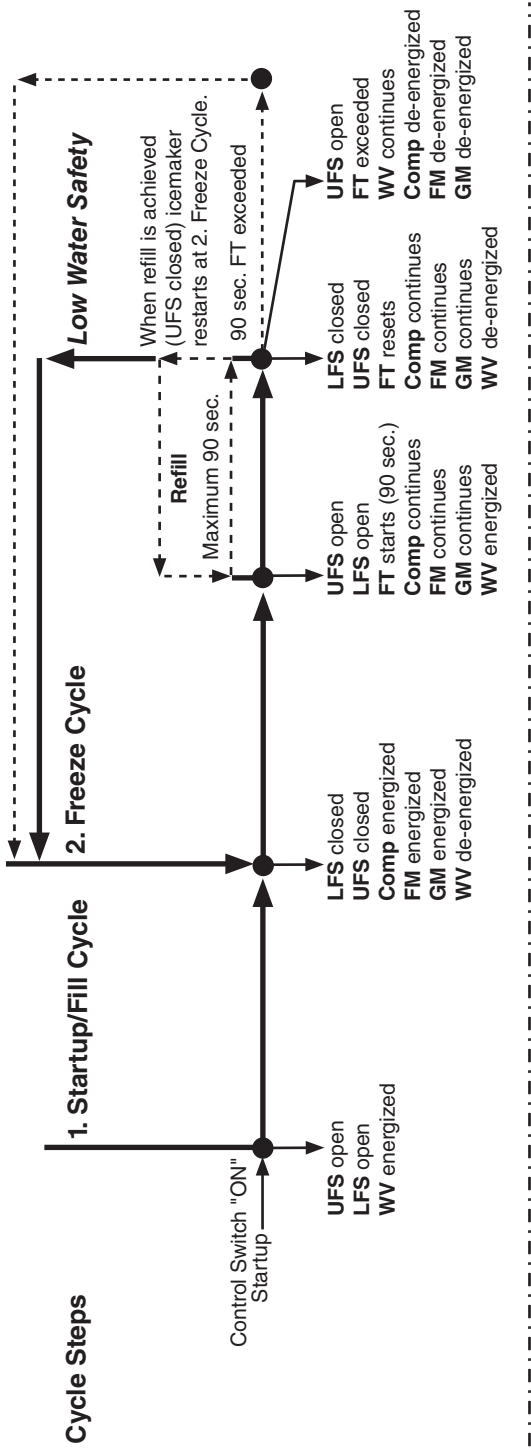 Cycle Steps
1. Startup/Fill Cycle
2. Freeze Cycle
Low Water Safety
When refill is achieved
(UFS closed) icemaker
restarts at 2. Freeze Cycle.
90 sec. FT exceeded
Refill
Maximum 90 sec.
Control Switch "ON"
Startup
UFS open
LFS open
WV energized
LFS closed
UFS closed
Comp energized
FM energized
GM energized
WV de-energized
UFS open
LFS open
FT starts (90 sec.)
Comp continues
FM continues
GM continues
WV energized
LFS closed
UFS closed
FT resets
Comp continues
FM continues
GM continues
WV de-energized
UFS open
FT exceeded
WV continues
Comp de-energized
FM de-energized
GM de-energized